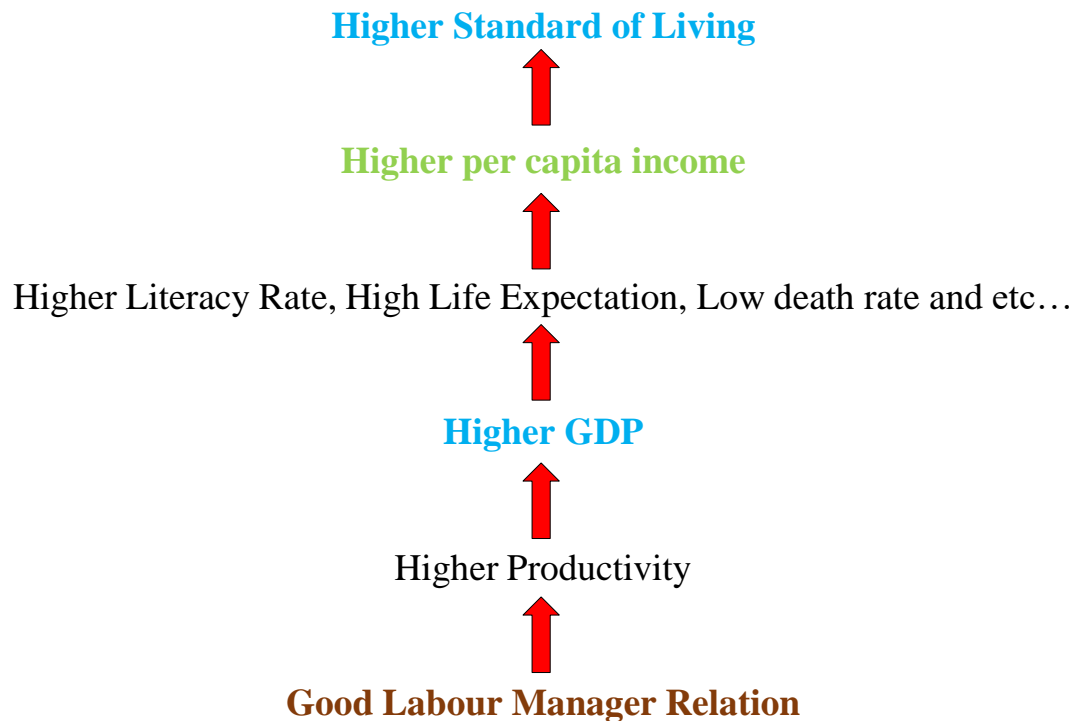 Higher Standard of Living
Higher per capita income
Higher Literacy Rate, High Life Expectation, Low death rate and etc…
Higher GDP
Higher Productivity
Good Labour Manager Relation